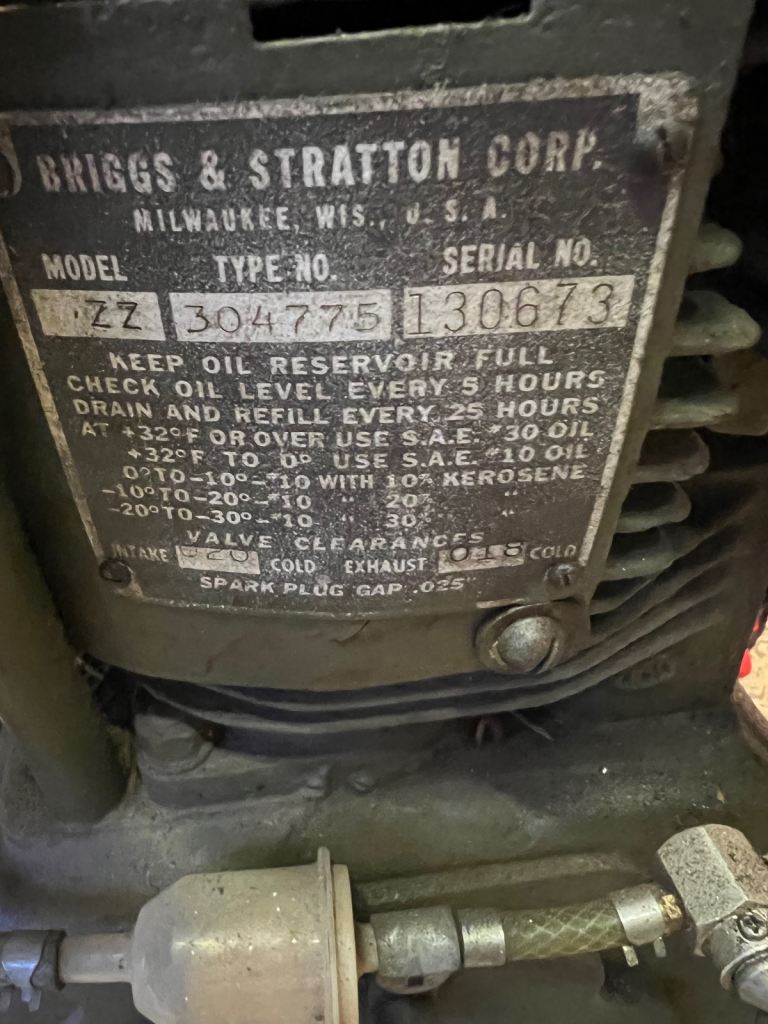 BRIGGS & STRATTON CORP.
MILWAUKEE, WIS., U. S. A.
MODEL TYPE NO. SERIAL NO.
ZZ 304775 130673
KEEP OIL RESERVOIR FULL
CHECK OIL LEVEL EVERY 5 HOURS
DRAIN AND REFILL EVERY 25 HOURS
AT +32°F OR OVER USE S.A.E. #30 OIL
+32°F TO 0° USE S.A.E. #10 OIL
0° TO -10° - #10 WITH 10% KEROSENE
-10° TO -20° - #10 " 20% "
-20° TO -30° - #10 " 30% "
VALVE CLEARANCES
INTAKE COLD EXHAUST 018 COLD
SPARK PLUG GAP .025"